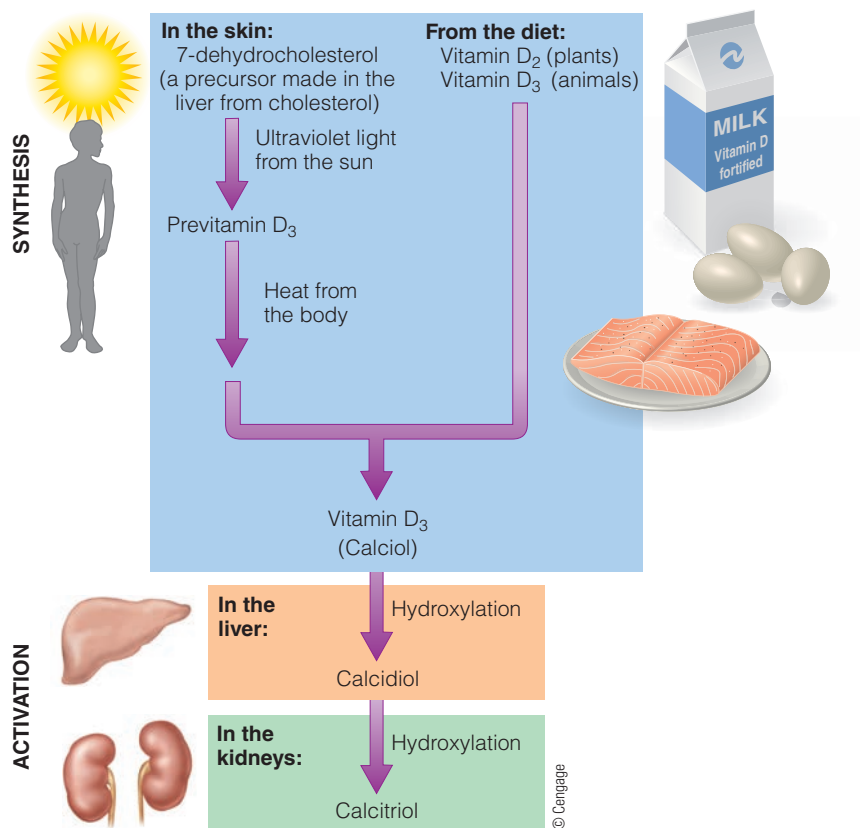 SYNTHESIS
In the skin:
7-dehydrocholesterol
(a precursor made in the
liver from cholesterol)
Ultraviolet light
from the sun
Previtamin D₃
Heat from
the body
From the diet:
Vitamin D₂ (plants)
Vitamin D₃ (animals)
MILK
Vitamin D
fortified
Vitamin D₃
(Calciol)
ACTIVATION
In the
liver:
Hydroxylation
Calcidiol
In the
kidneys:
Hydroxylation
Calcitriol
© Cengage